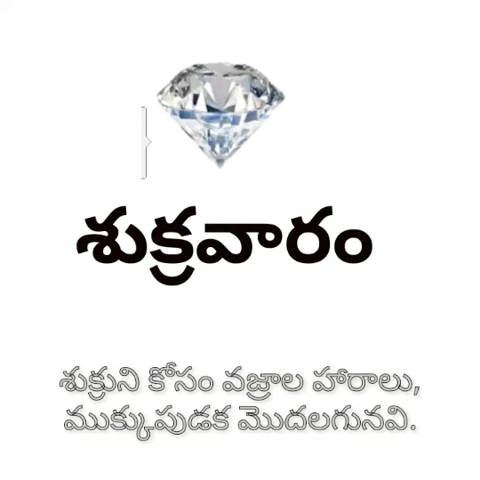 శుక్రవారం
శుక్రుని కోసం వజ్రాల హారాలు,
ముక్కుపుడక మొదలగునవి.